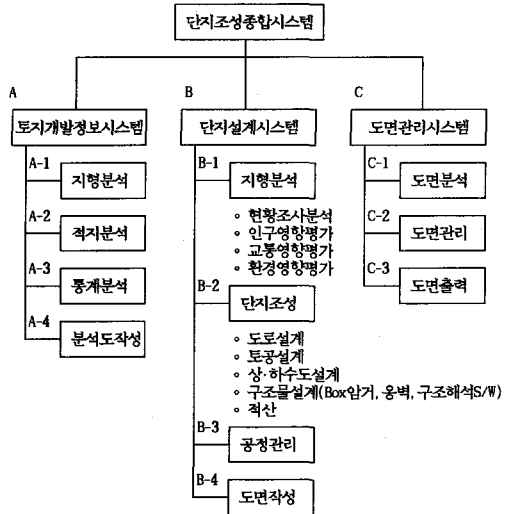 단지조성종합시스템
A
토지개발정보시스템
A-1
지형분석
A-2
적지분석
A-3
통계분석
A-4
분석도작성
B
단지설계시스템
B-1
지형분석
∘ 현황조사분석
∘ 인구영향평가
∘ 교통영향평가
∘ 환경영향평가
B-2
단지조성
∘ 도로설계
∘ 토공설계
∘ 상·하수도설계
∘ 구조물설계(Box암거, 옹벽, 구조해석S/W)
∘ 적산
B-3
공정관리
B-4
도면작성
C
도면관리시스템
C-1
도면분석
C-2
도면관리
C-3
도면출력